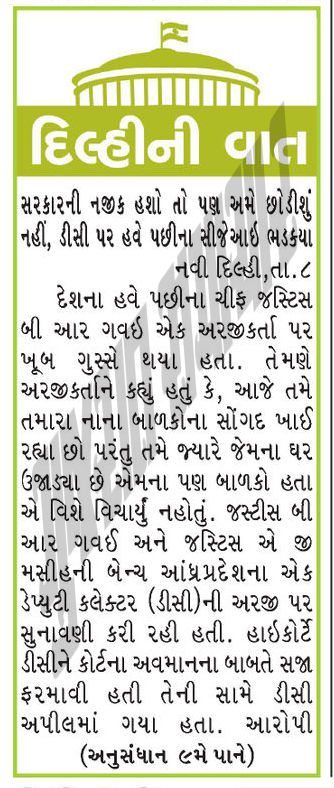 દિલ્હીની વાત
સરકારની નજીક હશો તો પણ અમે છોડીશું
નહીં, ડીસી પર હવે પછીના સીજેઆઇ ભડકયા
નવી દિલ્હી,તા.૮
દેશના હવે પછીના ચીફ જસ્ટિસ
બી આર ગવઇ એક અરજીકર્તા પર
ખૂબ ગુસ્સે થયા હતા. તેમણે
અરજીકર્તાને કહ્યું હતું કે, આજે તમે
તમારા નાના બાળકોના સોંગદ ખાઈ
રહ્યા છો પરંતુ તમે જ્યારે જેમના ઘર
ઉજાડ્યા છે એમના પણ બાળકો હતા
એ વિશે વિચાર્યું નહોતું. જસ્ટીસ બી
આર ગવઈ અને જસ્ટિસ એ જી
મસીહની બેન્ચ આંધ્રપ્રદેશના એક
ડેપ્યુટી કલેક્ટર (ડીસી)ની અરજી પર
સુનાવણી કરી રહી હતી. હાઇકોર્ટે
ડીસીને કોર્ટના અવમાનના બાબતે સજા
ફરમાવી હતી તેની સામે ડીસી
અપીલમાં ગયા હતા. આરોપી
(અનુસંધાન ૯મે પાને)